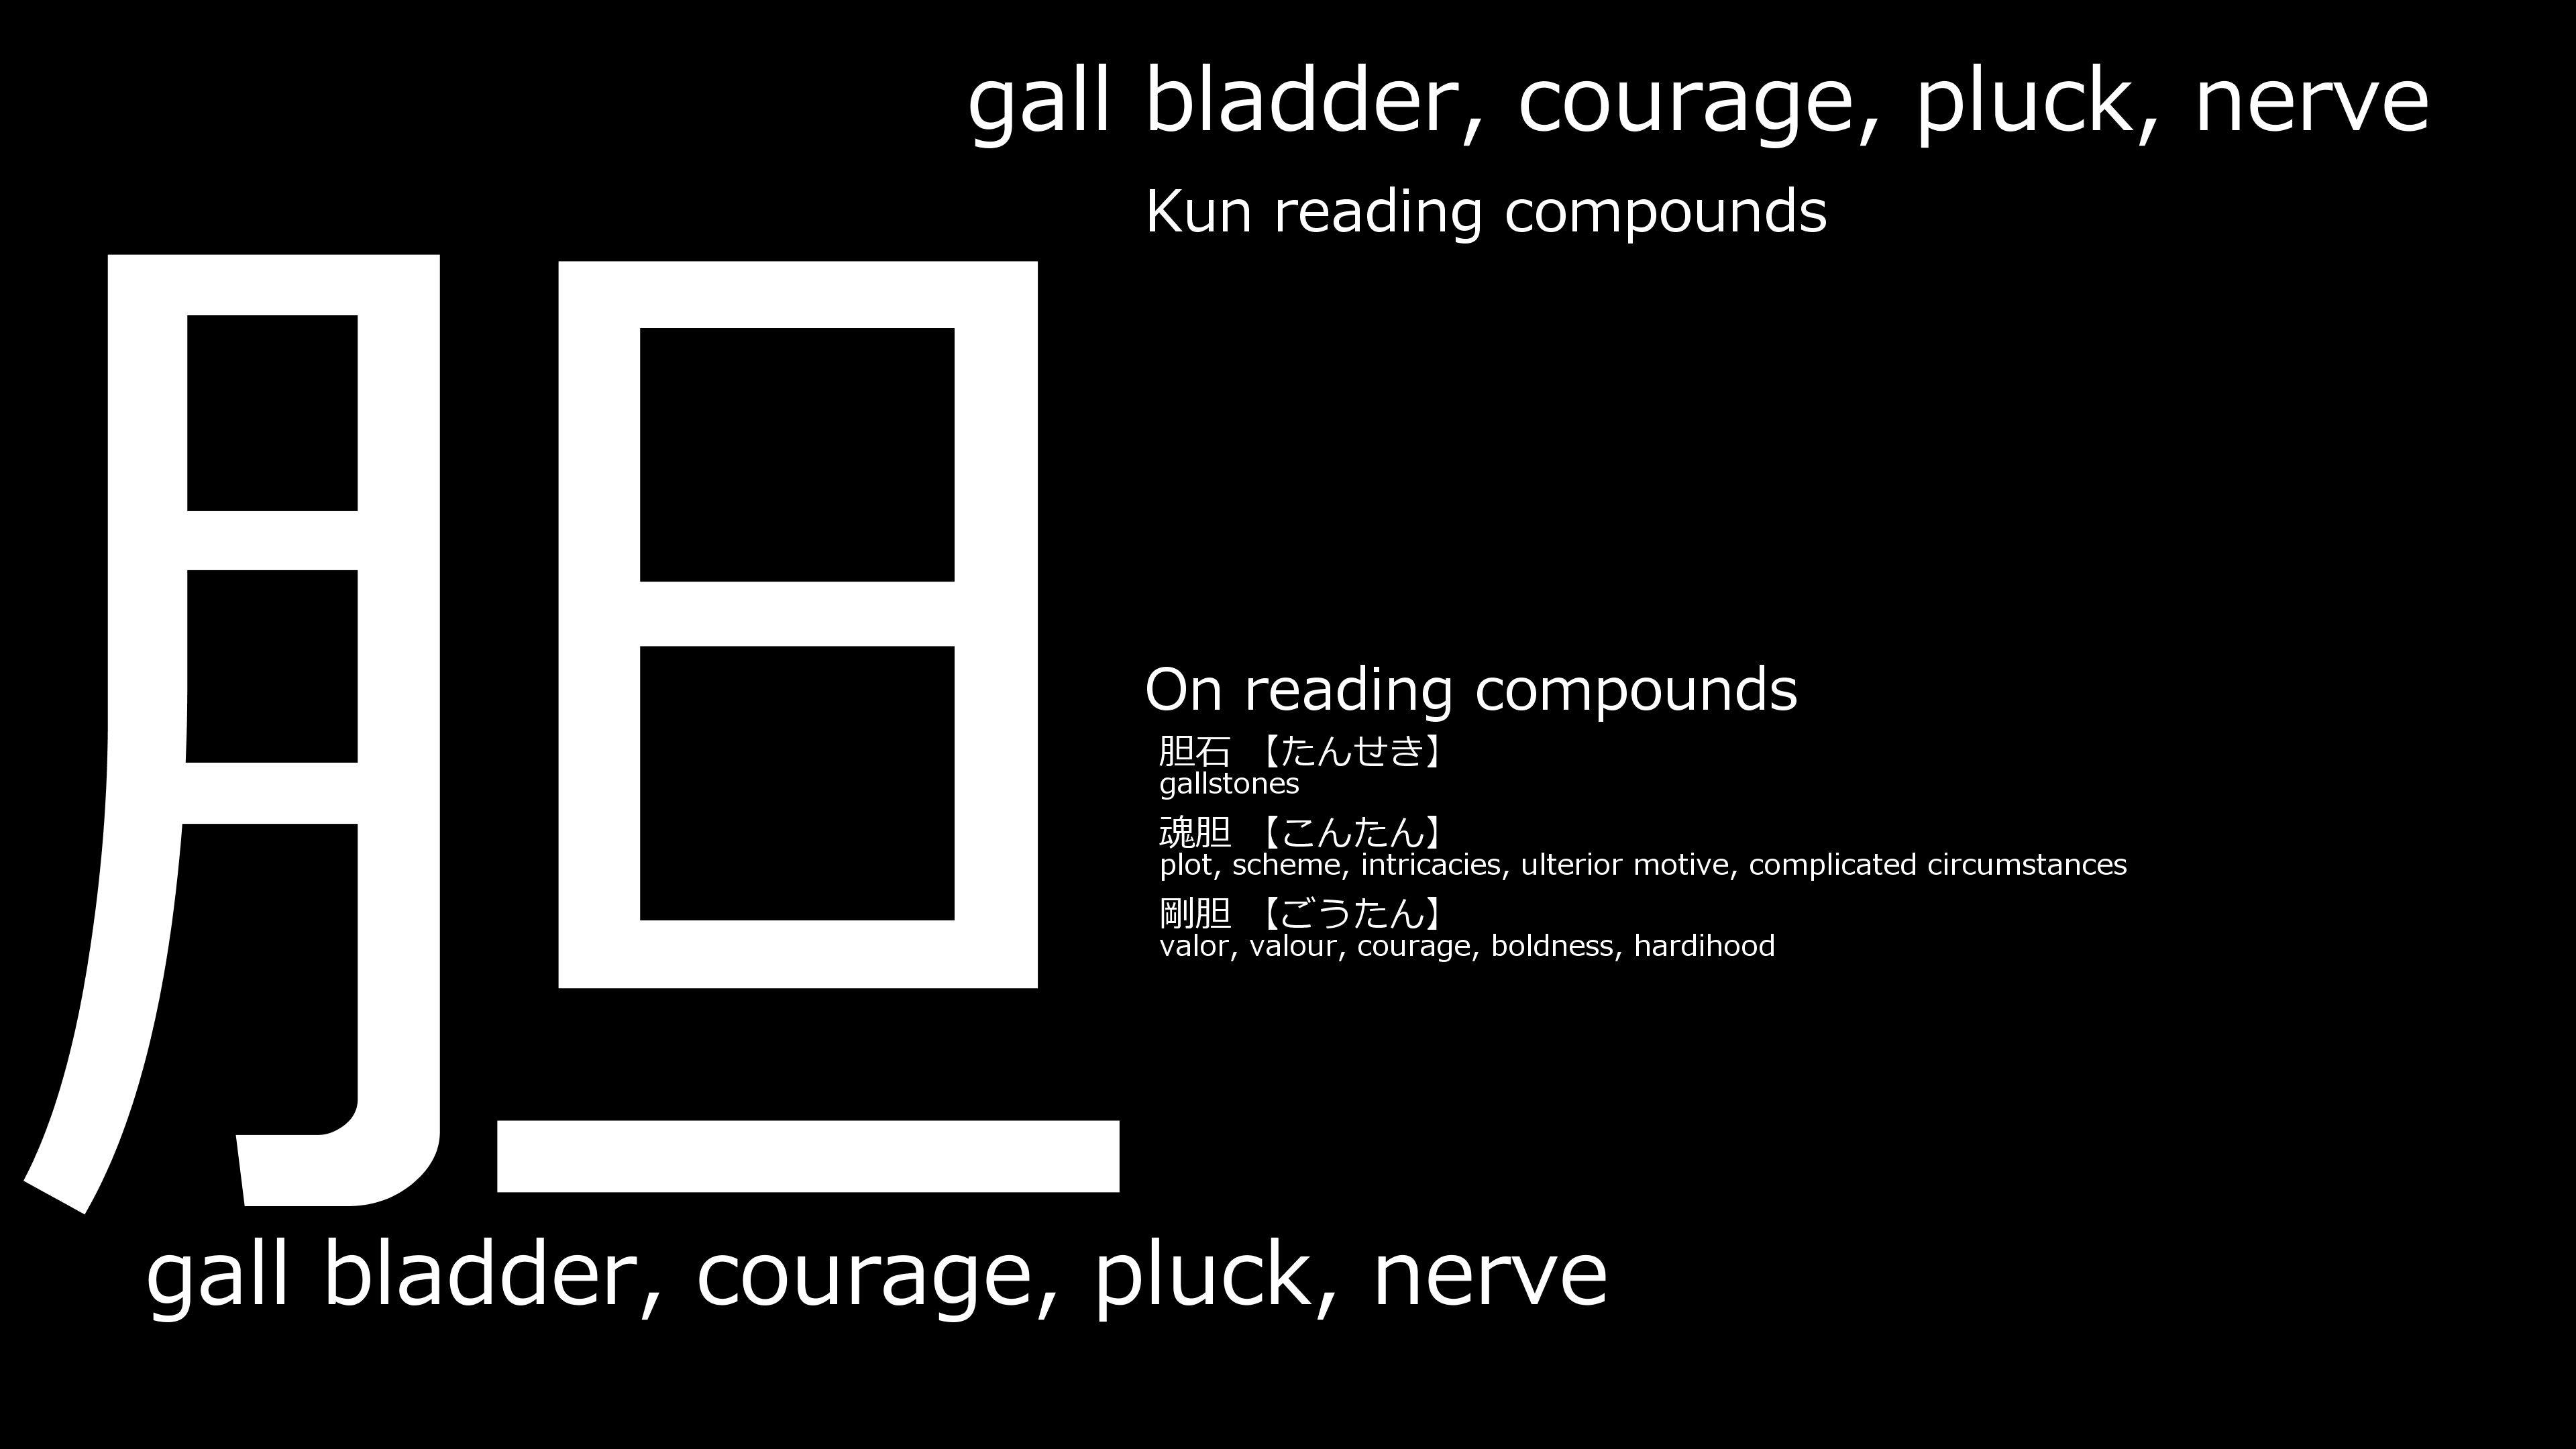 gall bladder, courage, pluck, nerve
Kun reading compounds
胆
On reading compounds
胆石 【たんせき】
gallstones
魂胆 【こんたん】
plot, scheme, intricacies, ulterior motive, complicated circumstances
剛胆 【ごうたん】
valor, valour, courage, boldness, hardihood
gall bladder, courage, pluck, nerve